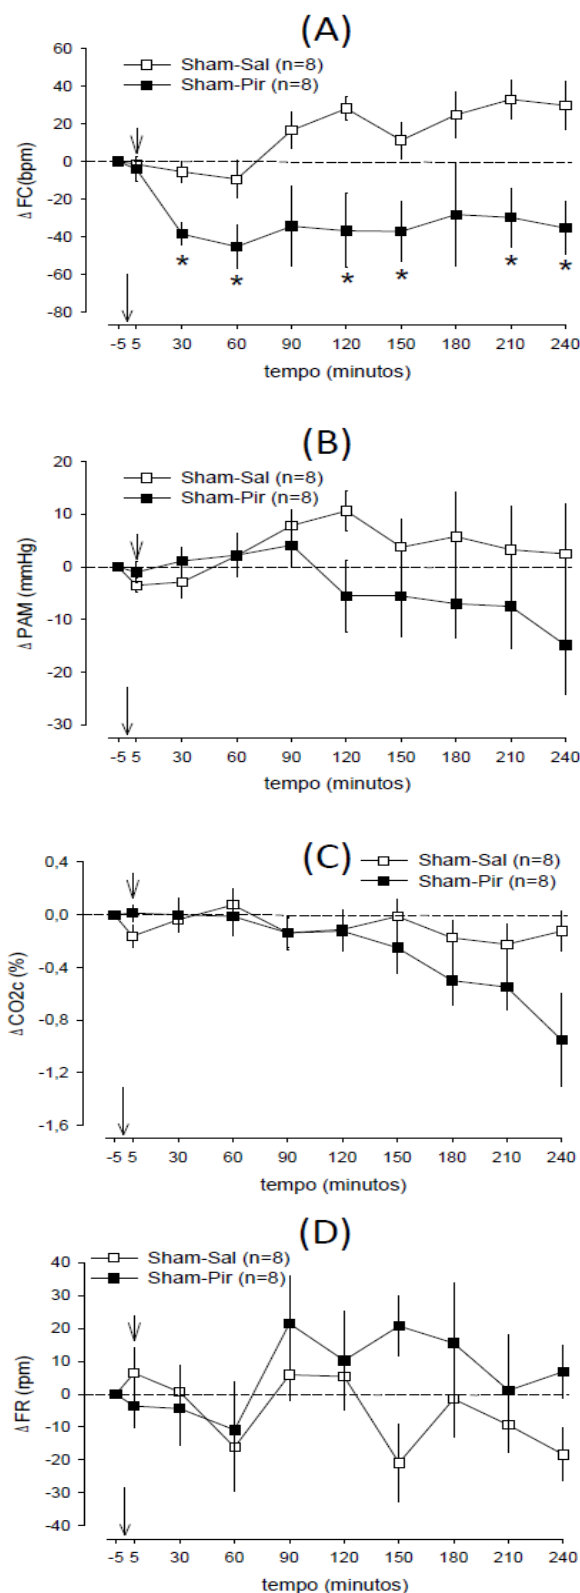 (A)
60
40
20
0
-20
-40
-60
-80
Δ FC(bpm)
Sham-Sal (n=8)
Sham-Pir (n=8)
* * * * * *
-5 5 30 60 90 120 150 180 210 240
tempo (minutos)
(B)
20
10
0
-10
-20
-30
Δ PAM (mmHg)
Sham-Sal (n=8)
Sham-Pir (n=8)
-5 5 30 60 90 120 150 180 210 240
tempo (minutos)
(C)
0,4
0,0
-0,4
-0,8
-1,2
-1,6
Δ CO2c (%)
Sham-Sal (n=8)
Sham-Pir (n=8)
-5 5 30 60 90 120 150 180 210 240
tempo (minutos)
(D)
40
30
20
10
0
-10
-20
-30
-40
Δ FR (rpm)
Sham-Sal (n=8)
Sham-Pir (n=8)
-5 5 30 60 90 120 150 180 210 240
tempo (minutos)